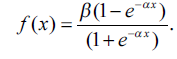 f(x) = β(1−e^{−αx}) / (1+e^{−αx}).